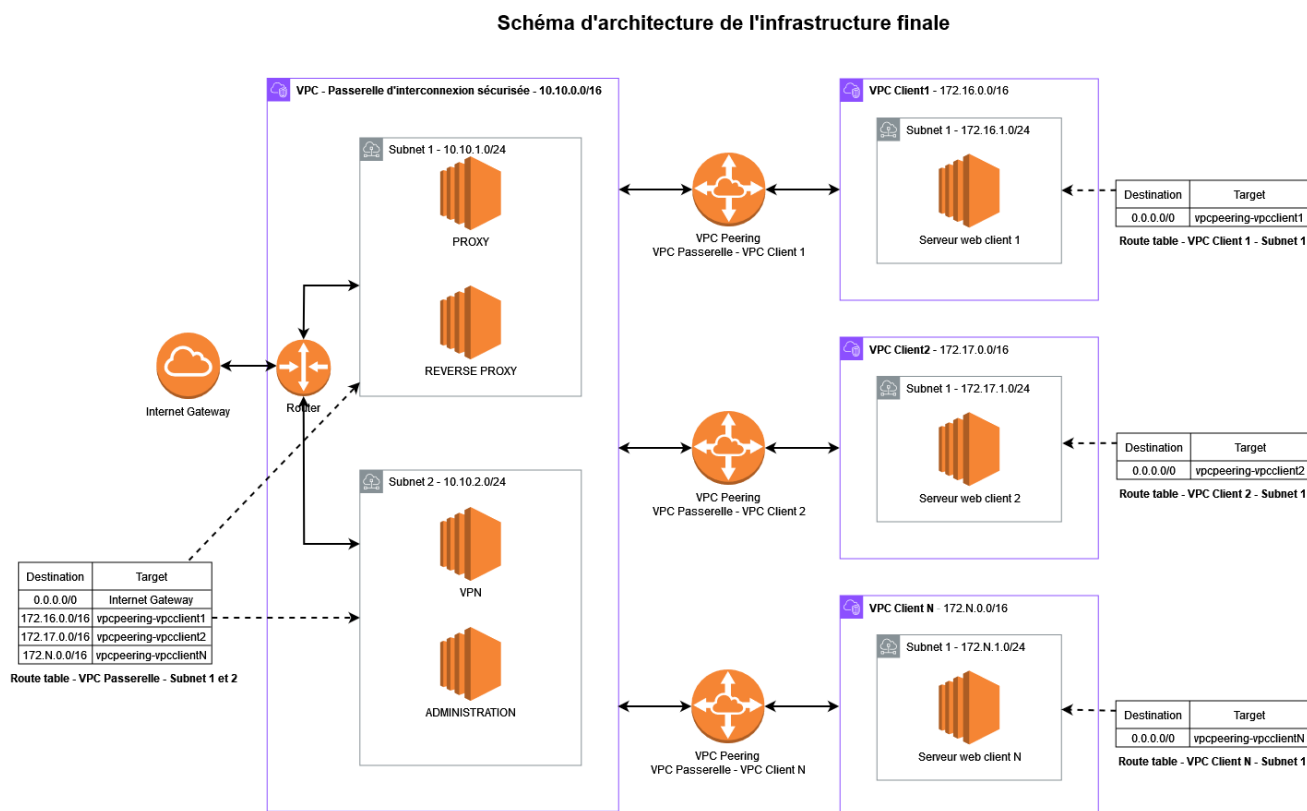 Schéma d'architecture de l'infrastructure finale
VPC - Passerelle d'interconnexion sécurisée - 10.10.0.0/16
Subnet 1 - 10.10.1.0/24
PROXY
REVERSE PROXY
Internet Gateway
Router
Subnet 2 - 10.10.2.0/24
VPN
ADMINISTRATION
Destination Target
0.0.0.0/0 Internet Gateway
172.16.0.0/16 vpcpeering-vpcclient1
172.17.0.0/16 vpcpeering-vpcclient2
172.N.0.0/16 vpcpeering-vpcclientN
Route table - VPC Passerelle - Subnet 1 et 2
VPC Peering
VPC Passerelle - VPC Client 1
VPC Client1 - 172.16.0.0/16
Subnet 1 - 172.16.1.0/24
Serveur web client 1
Destination Target
0.0.0.0/0 vpcpeering-vpcclient1
Route table - VPC Client 1 - Subnet 1
VPC Peering
VPC Passerelle - VPC Client 2
VPC Client2 - 172.17.0.0/16
Subnet 1 - 172.17.1.0/24
Serveur web client 2
Destination Target
0.0.0.0/0 vpcpeering-vpcclient2
Route table - VPC Client 2 - Subnet 1
VPC Peering
VPC Passerelle - VPC Client N
VPC Client N - 172.N.0.0/16
Subnet 1 - 172.N.1.0/24
Serveur web client N
Destination Target
0.0.0.0/0 vpcpeering-vpcclientN
Route table - VPC Client N - Subnet 1